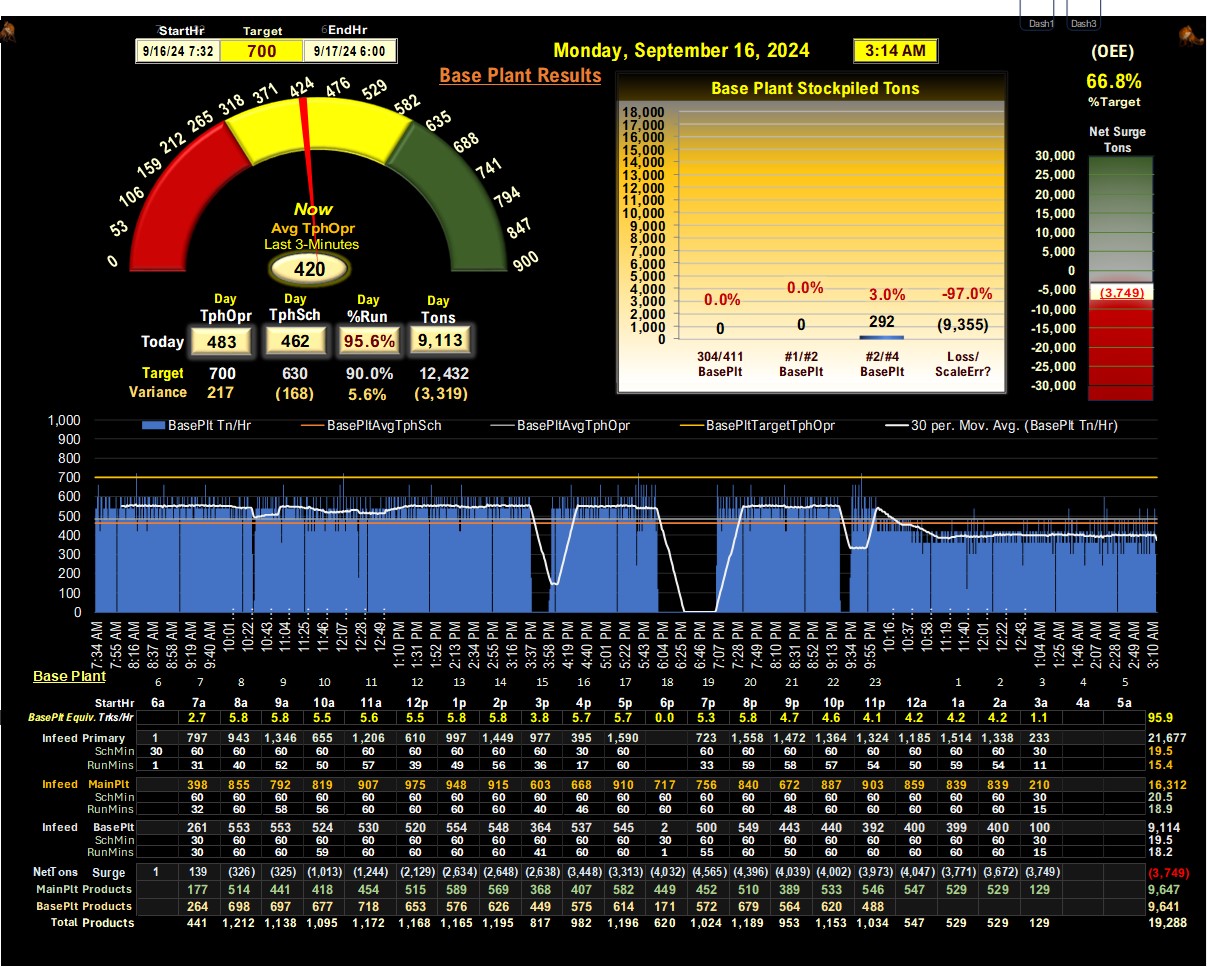 Dash1 Dash3
StartHr Target EndHr
9/16/24 7:32 700 9/17/24 6:00
Monday, September 16, 2024 3:14 AM
(OEE)
66.8%
%Target
Base Plant Results
Net Surge
Tons
30,000
25,000
20,000
15,000
10,000
5,000
0
-5,000
-10,000
-15,000
-20,000
-25,000
-30,000
(3,749)
0 53 106 159 212 265 318 371 424 476 529 582 635 688 741 794 847 900
Now
Avg TphOpr
Last 3-Minutes
420
Base Plant Stockpiled Tons
18,000
17,000
16,000
15,000
14,000
13,000
12,000
11,000
10,000
9,000
8,000
7,000
6,000
5,000
4,000
3,000
2,000
1,000
0
0.0% 0.0% 3.0% -97.0%
0 0 292 (9,355)
304/411 #1/#2 #2/#4 Loss/
BasePlt BasePlt BasePlt ScaleErr?
Day Day Day Day
TphOpr TphSch %Run Tons
Today 483 462 95.6% 9,113
Target 700 630 90.0% 12,432
Variance 217 (168) 5.6% (3,319)
BasePlt Tn/Hr BasePltAvgTphSch BasePltAvgTphOpr BasePltTargetTphOpr 30 per. Mov. Avg. (BasePlt Tn/Hr)
1,000
900
800
700
600
500
400
300
200
100
0
7:34 AM 7:55 AM 8:16 AM 8:37 AM 8:58 AM 9:19 AM 9:40 AM 10:01… 10:22… 10:43… 11:04… 11:25… 11:46… 12:07… 12:28… 12:49… 1:10 PM 1:31 PM 1:52 PM 2:13 PM 2:34 PM 2:55 PM 3:16 PM 3:37 PM 3:58 PM 4:19 PM 4:40 PM 5:01 PM 5:22 PM 5:43 PM 6:04 PM 6:25 PM 6:46 PM 7:07 PM 7:28 PM 7:49 PM 8:10 PM 8:31 PM 8:52 PM 9:13 PM 9:34 PM 9:55 PM 10:16… 10:37… 10:58… 11:19… 11:40… 12:01… 12:22… 12:43… 1:04 AM 1:25 AM 1:46 AM 2:07 AM 2:28 AM 2:49 AM 3:10 AM
Base Plant
6 7 8 9 10 11 12 13 14 15 16 17 18 19 20 21 22 23 1 2 3 4 5
StartHr 6a 7a 8a 9a 10a 11a 12p 1p 2p 3p 4p 5p 6p 7p 8p 9p 10p 11p 12a 1a 2a 3a 4a 5a
BasePlt Equiv. Trks/Hr 2.7 5.8 5.8 5.5 5.6 5.5 5.8 5.8 3.8 5.7 5.7 0.0 5.3 5.8 4.7 4.6 4.1 4.2 4.2 4.2 1.1 95.9
Infeed Primary 1 797 943 1,346 655 1,206 610 997 1,449 977 395 1,590 723 1,558 1,472 1,364 1,324 1,185 1,514 1,338 233 21,677
SchMin 30 60 60 60 60 60 60 60 60 60 30 60 60 60 60 60 60 60 60 60 30 19.5
RunMins 1 31 40 52 50 57 39 49 56 36 17 60 33 59 58 57 54 50 59 54 11 15.4
Infeed MainPlt 398 855 792 819 907 975 948 915 603 668 910 717 756 840 672 887 903 859 839 839 210 16,312
SchMin 60 60 60 60 60 60 60 60 60 60 60 60 60 60 60 60 60 60 60 60 30 20.5
RunMins 32 60 58 56 60 60 60 60 40 46 60 60 60 60 48 60 60 60 60 60 15 18.9
Infeed BasePlt 261 553 553 524 530 520 554 548 364 537 545 2 500 549 443 440 392 400 399 400 100 9,114
SchMin 30 60 60 60 60 60 60 60 60 60 60 30 60 60 60 60 60 60 60 60 30 19.5
RunMins 30 60 60 59 60 60 60 60 41 60 60 1 55 60 50 60 60 60 60 60 15 18.2
NetTons Surge 1 139 (326) (325) (1,013) (1,244) (2,129) (2,634) (2,648) (2,638) (3,448) (3,313) (4,032) (4,565) (4,396) (4,039) (4,002) (3,973) (4,047) (3,771) (3,672) (3,749) (3,749)
MainPlt Products 177 514 441 418 454 515 589 569 368 407 582 449 452 510 389 533 546 547 529 529 129 9,647
BasePlt Products 264 698 697 677 718 653 576 626 449 575 614 171 572 679 564 620 488 9,641
Total Products 441 1,212 1,138 1,095 1,172 1,168 1,165 1,195 817 982 1,196 620 1,024 1,189 953 1,153 1,034 547 529 529 129 19,288